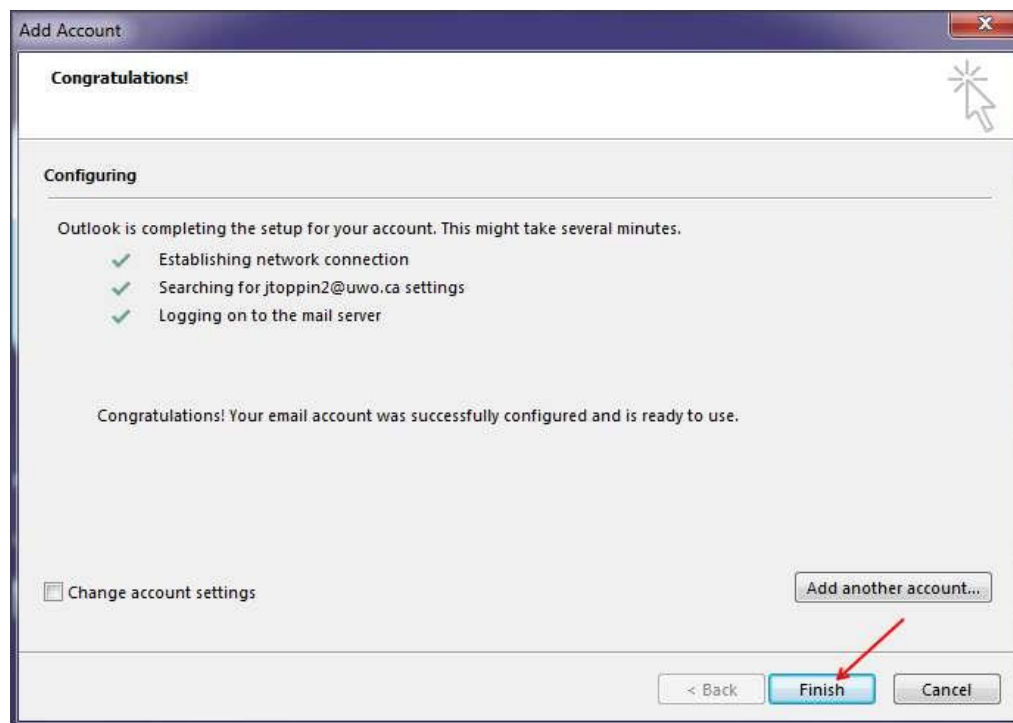 Add Account
x
Congratulations!
Configuring
Outlook is completing the setup for your account. This might take several minutes.
Establishing network connection
Searching for jtoppin2@uwo.ca settings
Logging on to the mail server
Congratulations! Your email account was successfully configured and is ready to use.
Change account settings
Add another account...
< Back
Finish
Cancel